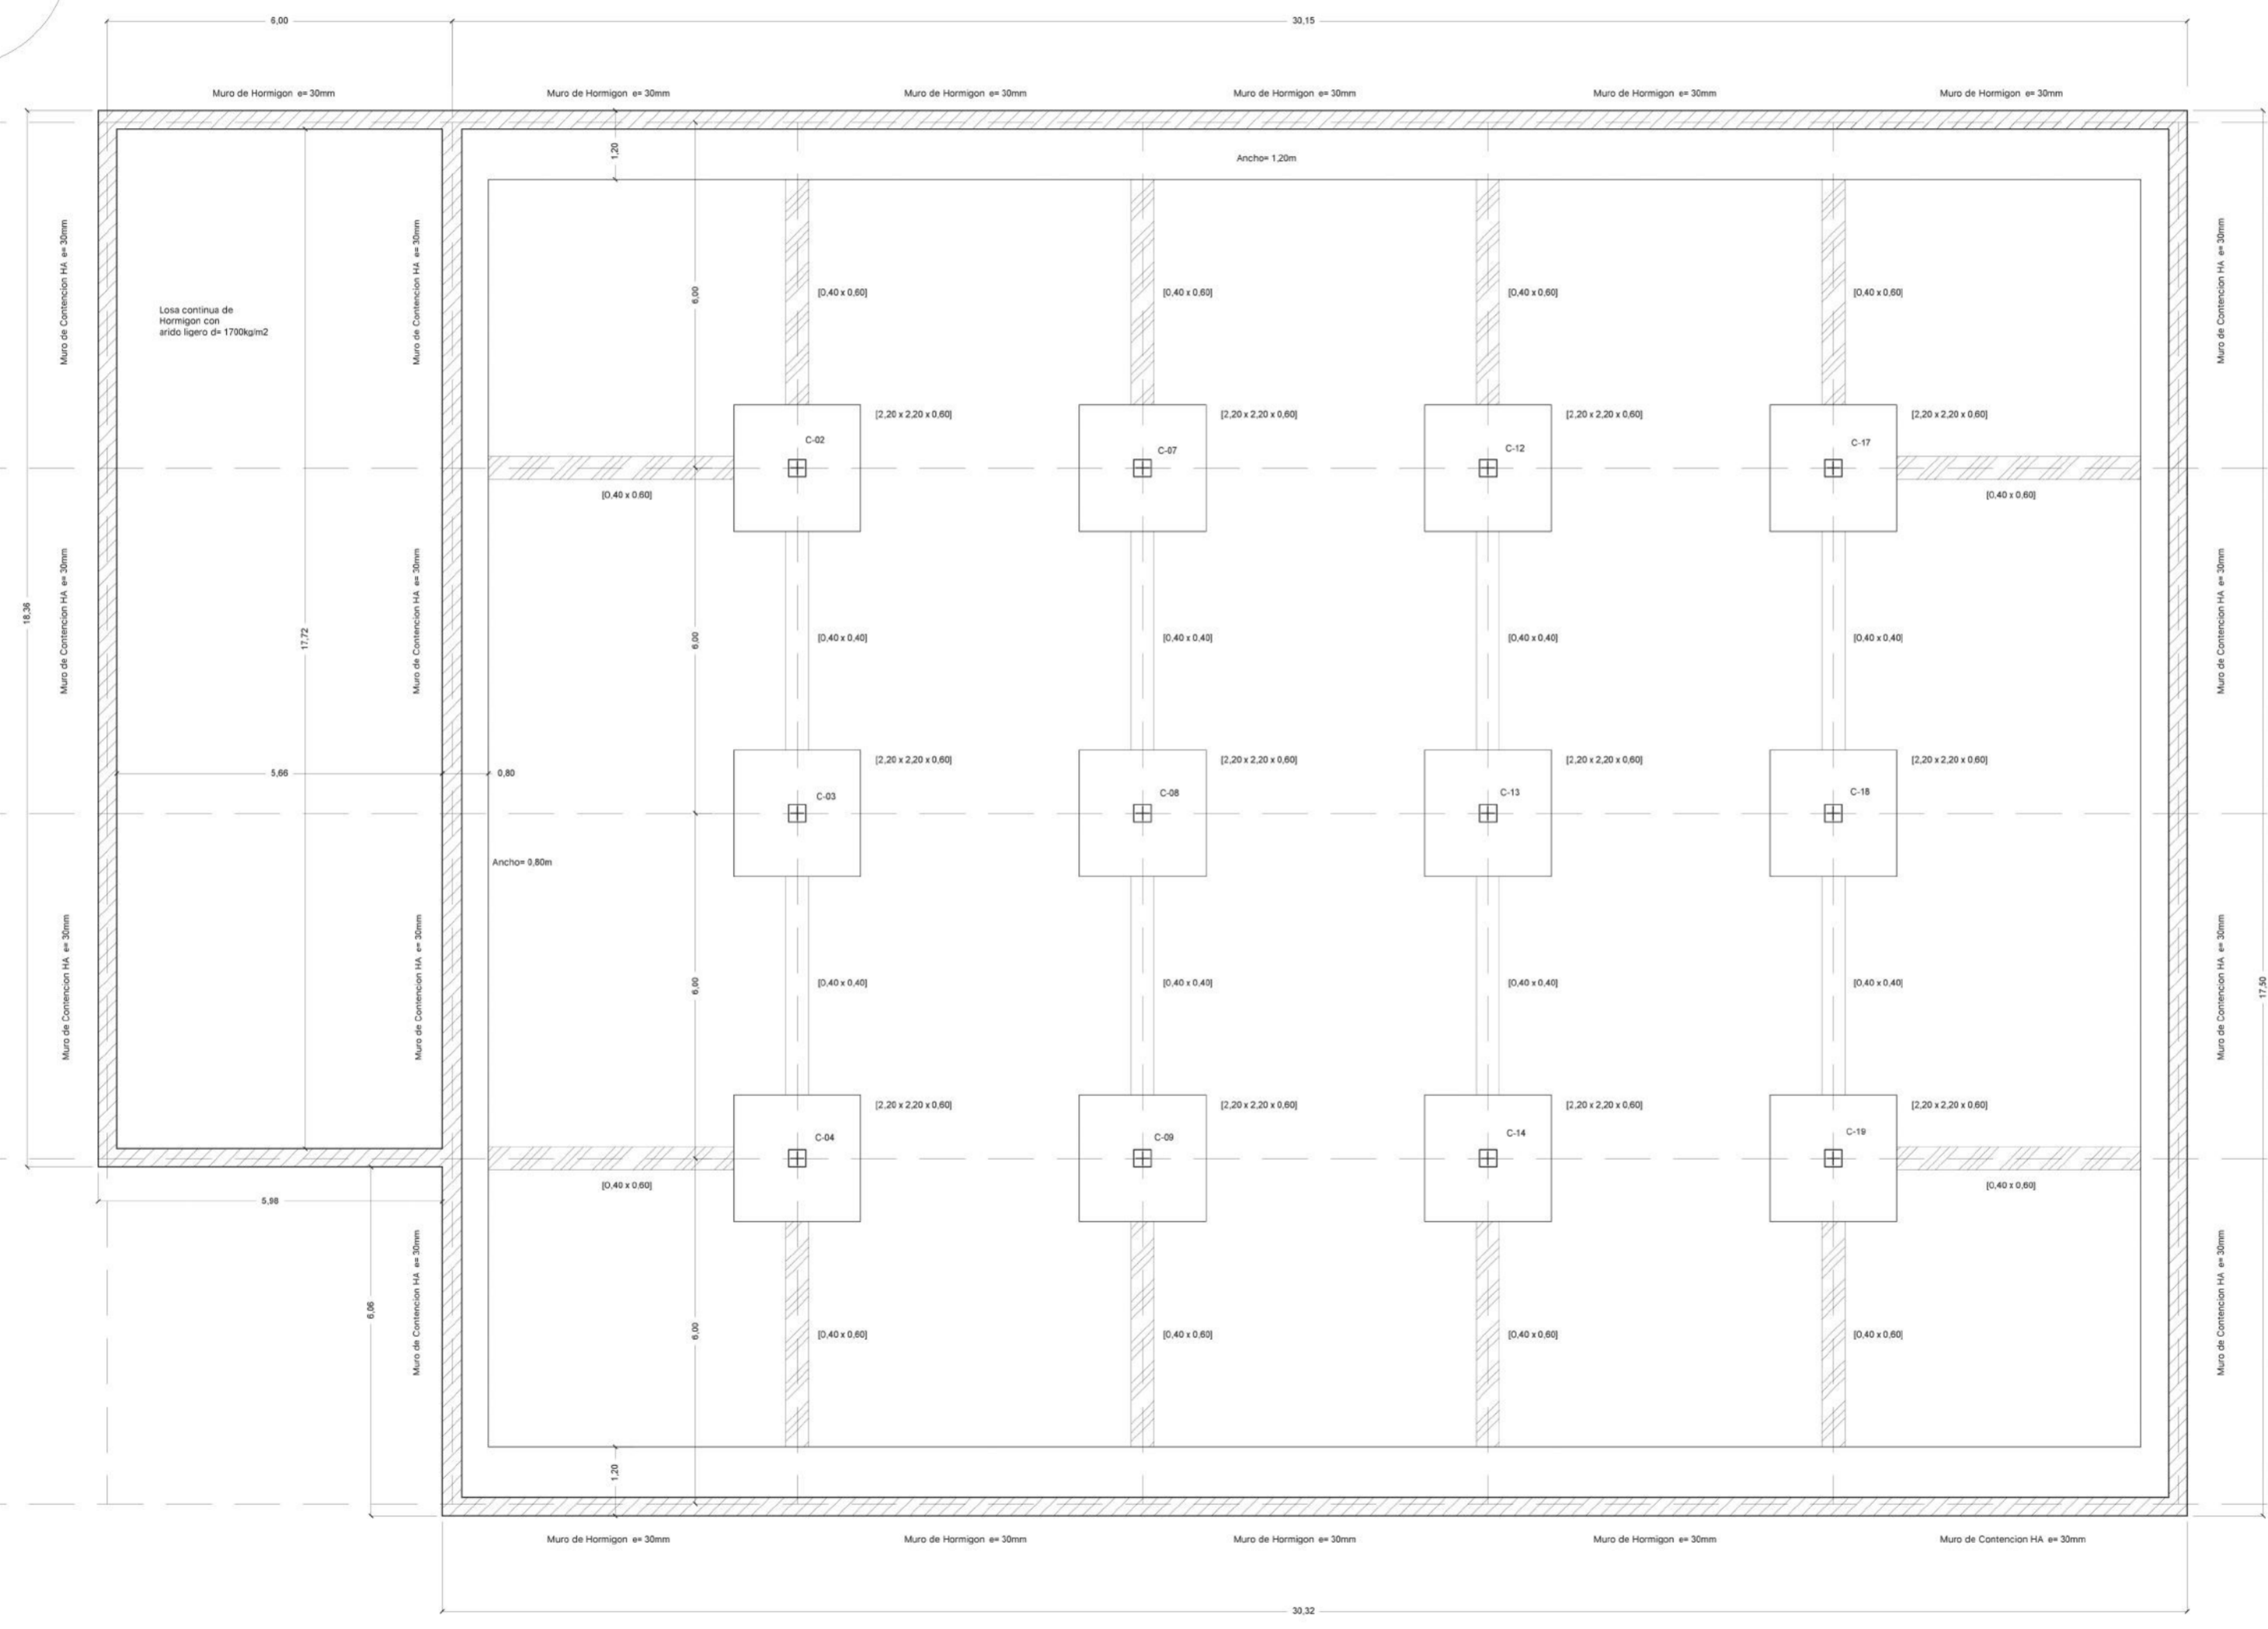 6,00
30,15
Muro de Hormigon e= 30mm
Muro de Hormigon e= 30mm
Muro de Hormigon e= 30mm
Muro de Hormigon e= 30mm
Muro de Hormigon e= 30mm
Muro de Hormigon e= 30mm
1,20
Ancho= 1,20m
Muro de Contencion HA e= 30mm
Muro de Contencion HA e= 30mm
Muro de Contencion HA e= 30mm
6,00
[0,40 x 0,60]
[0,40 x 0,60]
[0,40 x 0,60]
[0,40 x 0,60]
Losa continua de
Hormigon con
arido ligero d= 1700kg/m2
[2,20 x 2,20 x 0,60]
[2,20 x 2,20 x 0,60]
[2,20 x 2,20 x 0,60]
[2,20 x 2,20 x 0,60]
C-02
C-07
C-12
C-17
[0,40 x 0,60]
[0,40 x 0,60]
18,36
17,72
Muro de Contencion HA e= 30mm
Muro de Contencion HA e= 30mm
Muro de Contencion HA e= 30mm
6,00
[0,40 x 0,40]
[0,40 x 0,40]
[0,40 x 0,40]
[0,40 x 0,40]
[2,20 x 2,20 x 0,60]
[2,20 x 2,20 x 0,60]
[2,20 x 2,20 x 0,60]
[2,20 x 2,20 x 0,60]
5,66
0,80
C-03
C-08
C-13
C-18
Ancho= 0,80m
Muro de Contencion HA e= 30mm
Muro de Contencion HA e= 30mm
Muro de Contencion HA e= 30mm
6,00
[0,40 x 0,40]
[0,40 x 0,40]
[0,40 x 0,40]
[0,40 x 0,40]
17,50
[2,20 x 2,20 x 0,60]
[2,20 x 2,20 x 0,60]
[2,20 x 2,20 x 0,60]
[2,20 x 2,20 x 0,60]
C-04
C-09
C-14
C-19
[0,40 x 0,60]
[0,40 x 0,60]
5,98
6,06
Muro de Contencion HA e= 30mm
Muro de Contencion HA e= 30mm
6,00
[0,40 x 0,60]
[0,40 x 0,60]
[0,40 x 0,60]
[0,40 x 0,60]
1,20
Muro de Hormigon e= 30mm
Muro de Hormigon e= 30mm
Muro de Hormigon e= 30mm
Muro de Hormigon e= 30mm
Muro de Contencion HA e= 30mm
30,32